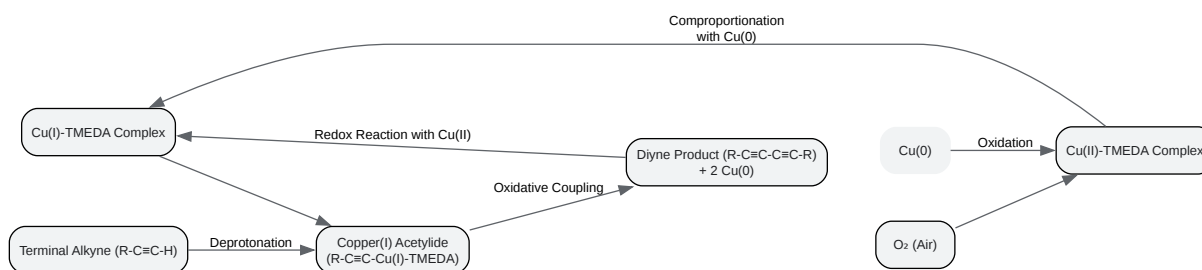 Comproportionation
with Cu(0)
Cu(I)-TMEDA Complex
Redox Reaction with Cu(II)
Diyne Product (R-C≡C-C≡C-R)
+ 2 Cu(0)
Cu(0)
Oxidation
Cu(II)-TMEDA Complex
Oxidative Coupling
Terminal Alkyne (R-C≡C-H)
Deprotonation
Copper(I) Acetylide
(R-C≡C-Cu(I)-TMEDA)
O₂ (Air)